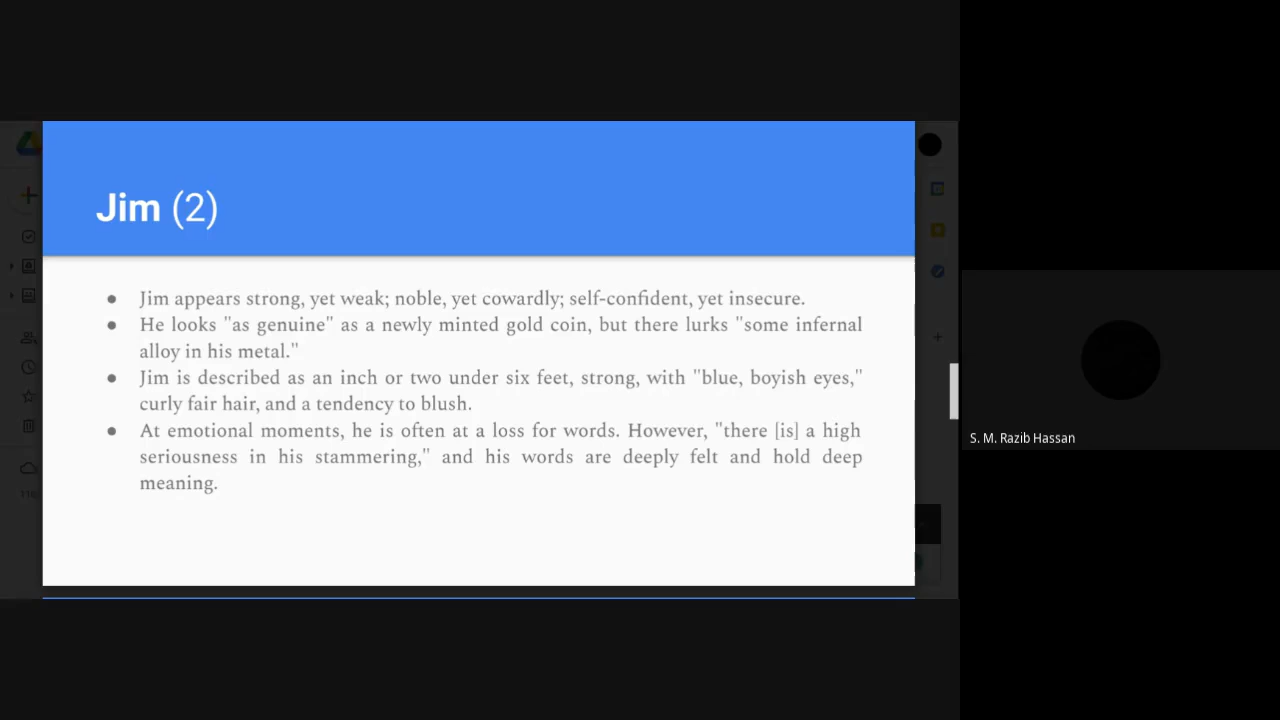 Jim (2)
● Jim appears strong, yet weak; noble, yet cowardly; self-confident, yet insecure.
● He looks "as genuine" as a newly minted gold coin, but there lurks "some infernal
alloy in his metal."
● Jim is described as an inch or two under six feet, strong, with "blue, boyish eyes,"
curly fair hair, and a tendency to blush.
● At emotional moments, he is often at a loss for words. However, "there [is] a high
seriousness in his stammering," and his words are deeply felt and hold deep
meaning.
S. M. Razib Hassan